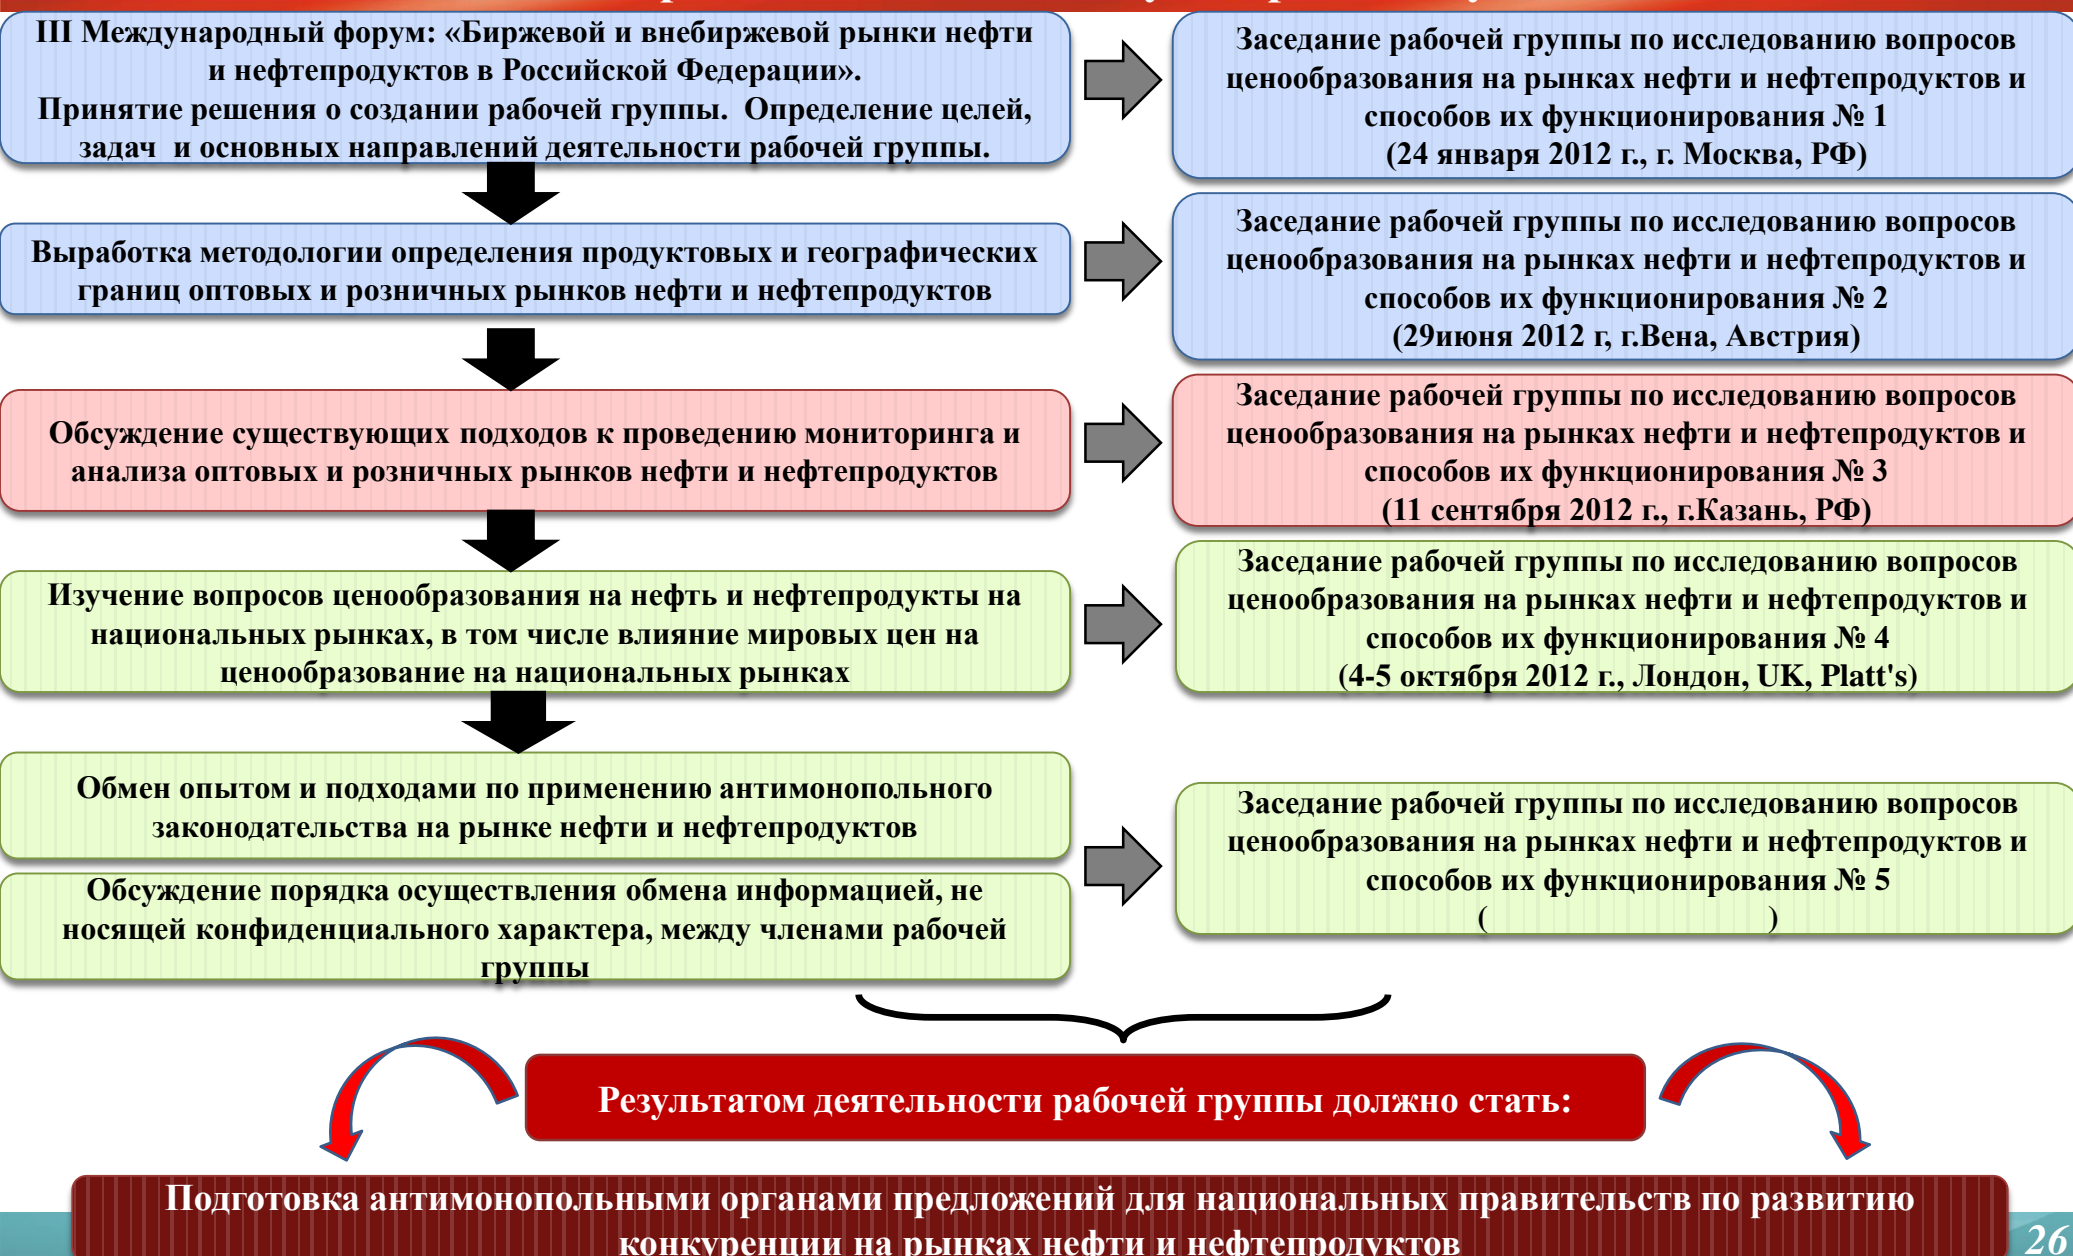 III Международный форум: «Биржевой и внебиржевой рынки нефти
и нефтепродуктов в Российской Федерации».
Принятие решения о создании рабочей группы. Определение целей,
задач и основных направлений деятельности рабочей группы.
Заседание рабочей группы по исследованию вопросов
ценообразования на рынках нефти и нефтепродуктов и
способов их функционирования № 1
(24 января 2012 г., г. Москва, РФ)
Выработка методологии определения продуктовых и географических
границ оптовых и розничных рынков нефти и нефтепродуктов
Заседание рабочей группы по исследованию вопросов
ценообразования на рынках нефти и нефтепродуктов и
способов их функционирования № 2
(29июня 2012 г, г.Вена, Австрия)
Обсуждение существующих подходов к проведению мониторинга и
анализа оптовых и розничных рынков нефти и нефтепродуктов
Заседание рабочей группы по исследованию вопросов
ценообразования на рынках нефти и нефтепродуктов и
способов их функционирования № 3
(11 сентября 2012 г., г.Казань, РФ)
Изучение вопросов ценообразования на нефть и нефтепродукты на
национальных рынках, в том числе влияние мировых цен на
ценообразование на национальных рынках
Заседание рабочей группы по исследованию вопросов
ценообразования на рынках нефти и нефтепродуктов и
способов их функционирования № 4
(4-5 октября 2012 г., Лондон, UK, Platt's)
Обмен опытом и подходами по применению антимонопольного
законодательства на рынке нефти и нефтепродуктов
Обсуждение порядка осуществления обмена информацией, не
носящей конфиденциального характера, между членами рабочей
группы
Заседание рабочей группы по исследованию вопросов
ценообразования на рынках нефти и нефтепродуктов и
способов их функционирования № 5
( )
Результатом деятельности рабочей группы должно стать:
Подготовка антимонопольными органами предложений для национальных правительств по развитию
конкуренции на рынках нефти и нефтепродуктов
26